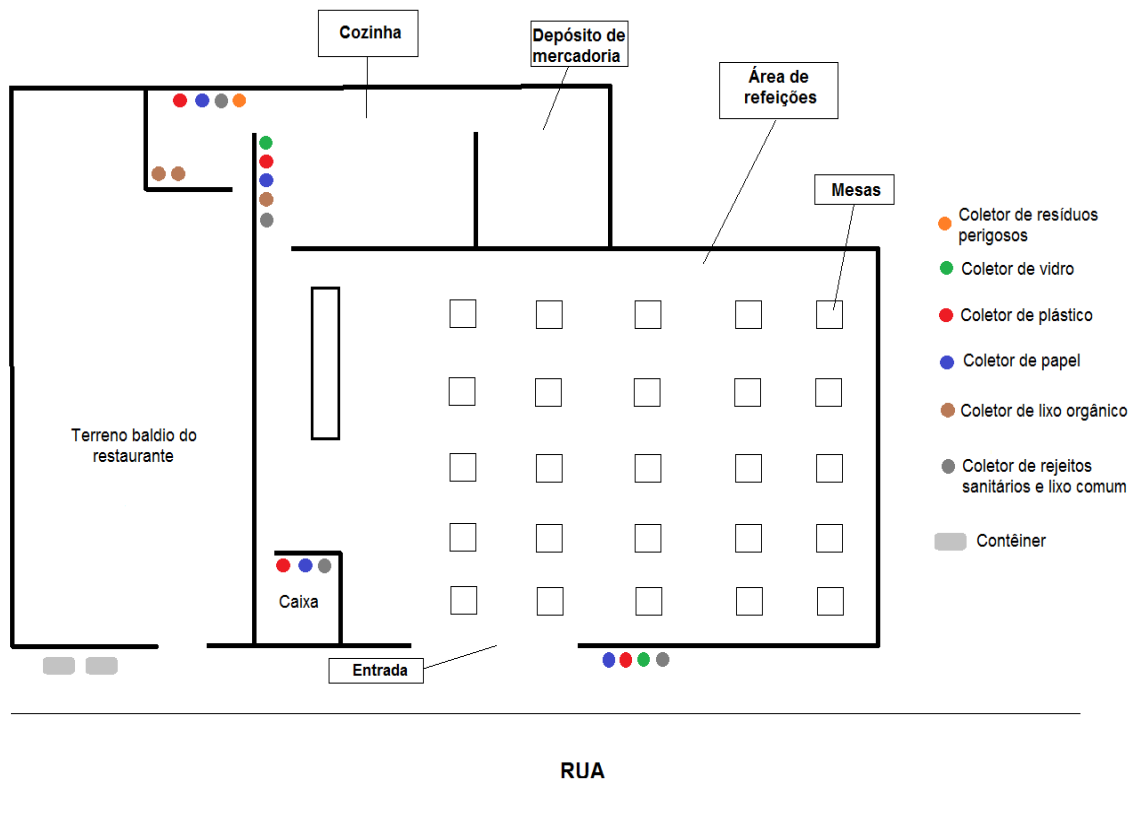 Cozinha
Depósito de
mercadoria
Área de
refeições
Mesas
Coletor de resíduos
perigosos
Coletor de vidro
Coletor de plástico
Coletor de papel
Coletor de lixo orgânico
Coletor de rejeitos
sanitários e lixo comum
Contêiner
Terreno baldio do
restaurante
Caixa
Entrada
RUA